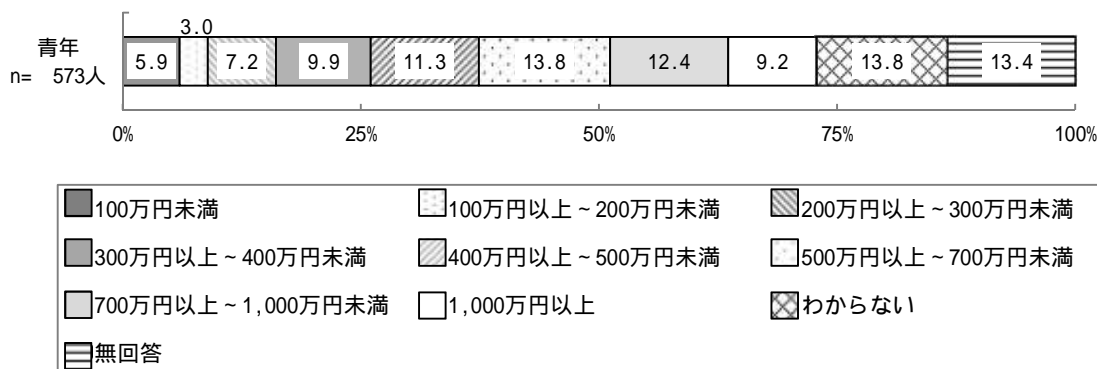 3.0
青年
n= 573人
5.9 7.2 9.9 11.3 13.8 12.4 9.2 13.8 13.4
0% 25% 50% 75% 100%
100万円未満 100万円以上~200万円未満 200万円以上~300万円未満
300万円以上~400万円未満 400万円以上~500万円未満 500万円以上~700万円未満
700万円以上~1,000万円未満 1,000万円以上 わからない
無回答